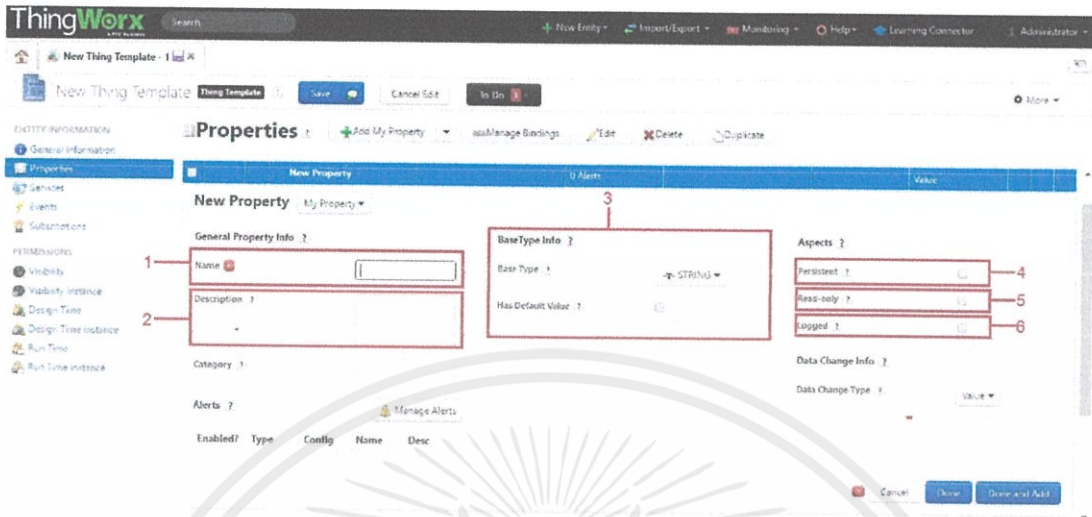 ThingWorx Search New Entity Import/Export Monitoring Help Learning Connector Administrator
New Thing Template - 1
New Thing Template Thing Template Save Cancel Edit To Do More
ENTITY INFORMATION
General Information
Properties
Services
Events
Subscriptions
PERMISSIONS
Visibility
Visibility Instance
Design Time
Design Time Instance
Run Time
Run Time Instance
Properties ? Add My Property Manage Bindings Edit Delete Duplicate
New Property 0 Alerts Value
New Property My Property
General Property Info ?
1 Name
2 Description ?
Category ?
Alerts ? Manage Alerts
Enabled? Type Config Name Desc
3
BaseType Info ?
Base Type ? STRING
Has Default Value ?
Aspects ?
Persistent ? 4
Read-only ? 5
Logged ? 6
Data Change Info ?
Data Change Type ? Value
Cancel Done Done and Add